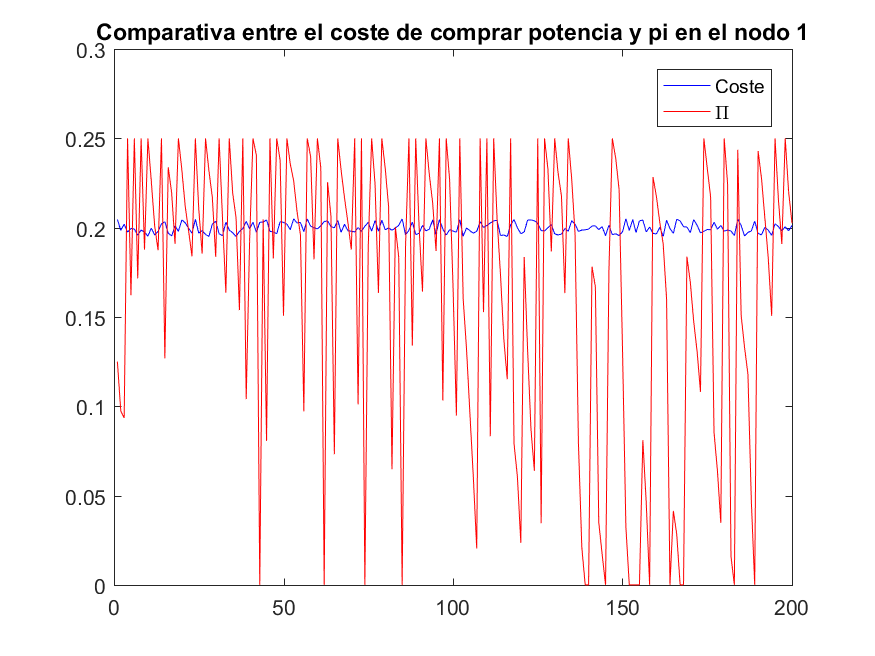 Comparativa entre el coste de comprar potencia y pi en el nodo 1
0.3
0.25
0.2
0.15
0.1
0.05
0
Coste
Π
0 50 100 150 200